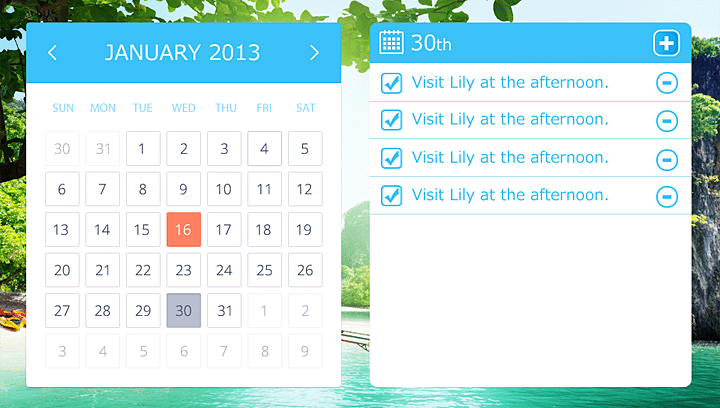 JANUARY 2013
SUN MON TUE WED THU FRI SAT
30 31 1 2 3 4 5
6 7 8 9 10 11 12
13 14 15 16 17 18 19
20 21 22 23 24 25 26
27 28 29 30 31 1 2
3 4 5 6 7 8 9
30th
Visit Lily at the afternoon.
Visit Lily at the afternoon.
Visit Lily at the afternoon.
Visit Lily at the afternoon.